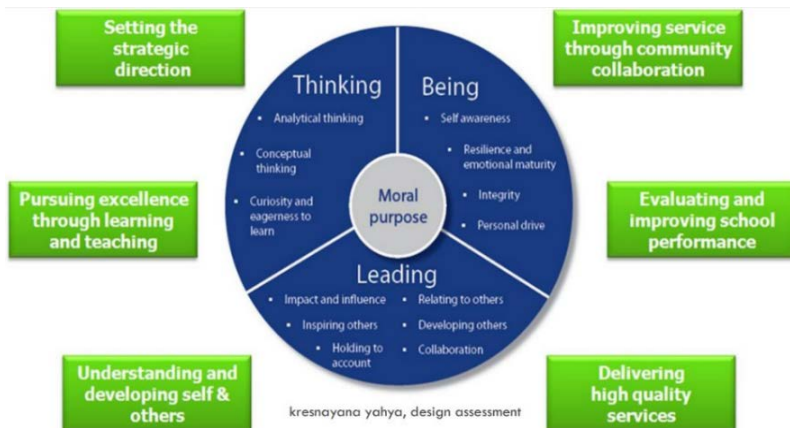 Setting the
strategic
direction
Improving service
through community
collaboration
Thinking
Analytical thinking
Conceptual
thinking
Curiosity and
eagerness to
learn
Being
Self awareness
Resilience and
emotional maturity
Integrity
Personal drive
Moral
purpose
Pursuing excellence
through learning
and teaching
Evaluating and
improving school
performance
Leading
Impact and influence
Inspiring others
Holding to
account
Relating to others
Developing others
Collaboration
Understanding and
developing self &
others
Delivering
high quality
services
kresnayana yahya, design assessment